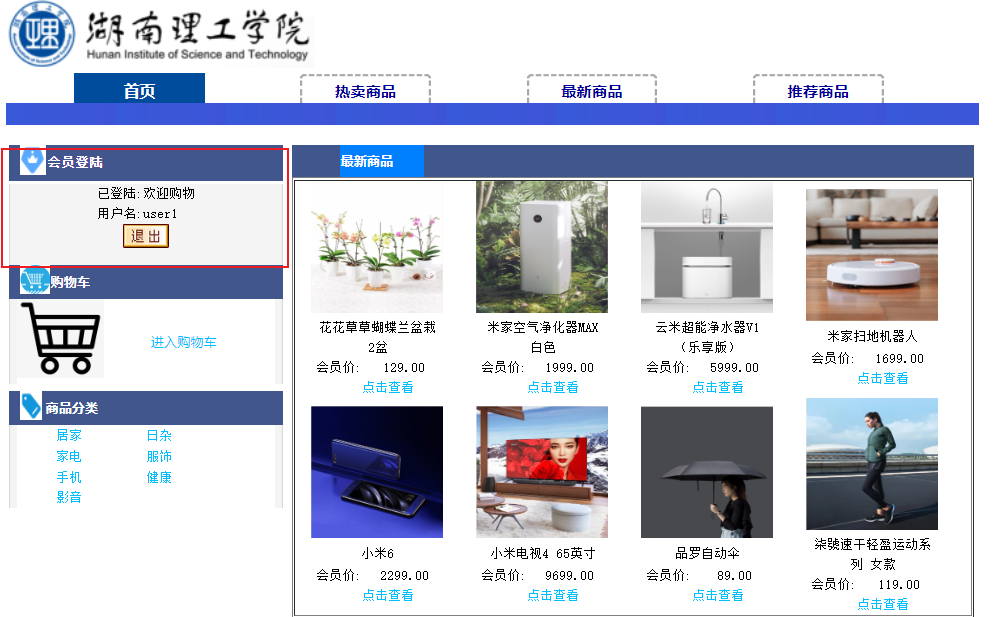 湖南理工学院
Hunan Institute of Science and Technology
首页
热卖商品
最新商品
推荐商品
会员登陆
已登陆: 欢迎购物
用户名: user1
退 出
购物车
进入购物车
商品分类
居家
日杂
家电
服饰
手机
健康
影音
最新商品
花花草草蝴蝶兰盆栽
2盆
会员价: 129.00
点击查看
米家空气净化器MAX
白色
会员价: 1999.00
点击查看
云米超能净水器V1
（乐享版）
会员价: 5999.00
点击查看
米家扫地机器人
会员价: 1699.00
点击查看
小米6
会员价: 2299.00
点击查看
小米电视4 65英寸
会员价: 9699.00
点击查看
品罗自动伞
会员价: 89.00
点击查看
柒號速干轻盈运动系
列 女款
会员价: 119.00
点击查看